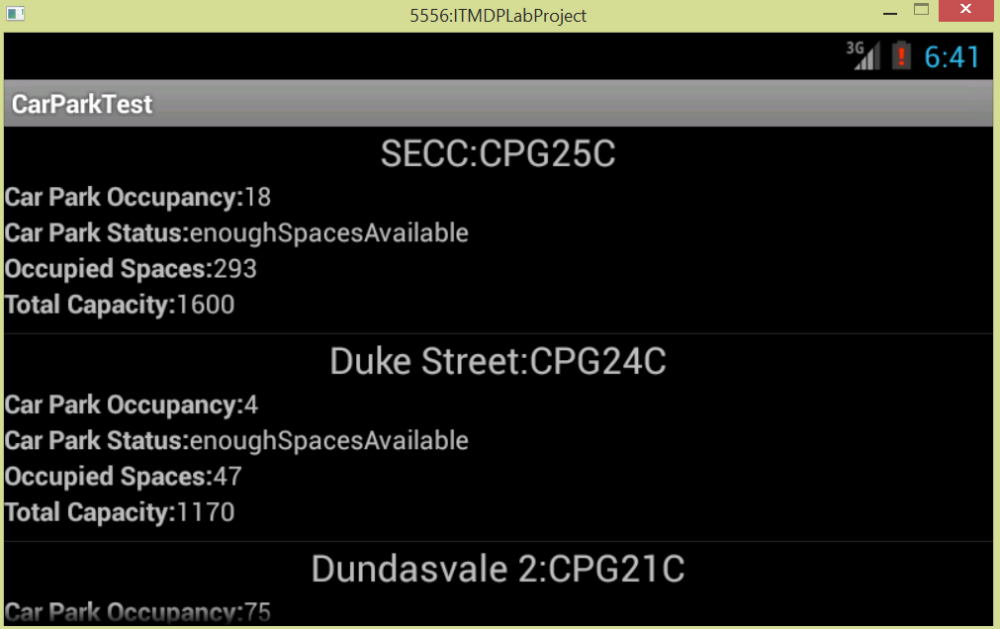 5556:ITMDPLabProject
3G 6:41
CarParkTest
SECC:CPG25C
Car Park Occupancy:18
Car Park Status:enoughSpacesAvailable
Occupied Spaces:293
Total Capacity:1600
Duke Street:CPG24C
Car Park Occupancy:4
Car Park Status:enoughSpacesAvailable
Occupied Spaces:47
Total Capacity:1170
Dundasvale 2:CPG21C
Car Park Occupancy:75